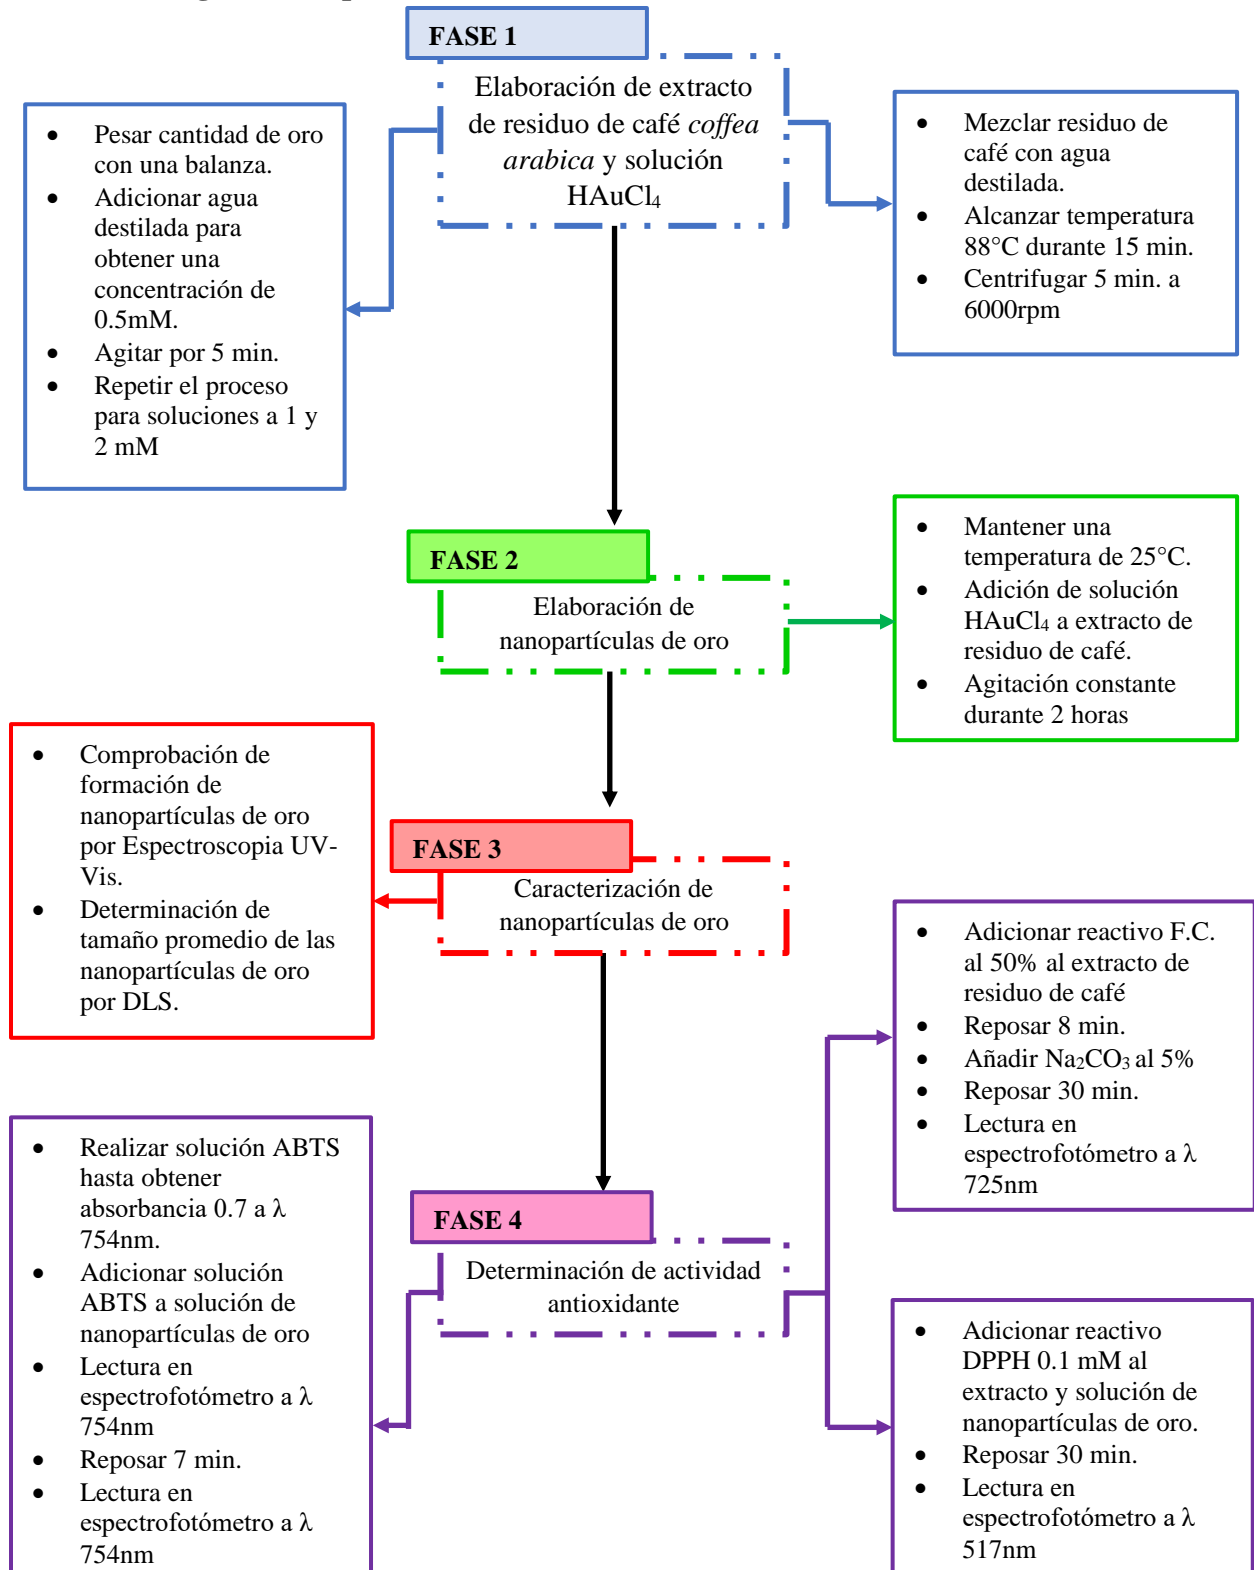 FASE 1
Elaboración de extracto
de residuo de café coffea
arabica y solución
HAuCl₄
• Pesar cantidad de oro
con una balanza.
• Adicionar agua
destilada para
obtener una
concentración de
0.5mM.
• Agitar por 5 min.
• Repetir el proceso
para soluciones a 1 y
2 mM
• Mezclar residuo de
café con agua
destilada.
• Alcanzar temperatura
88°C durante 15 min.
• Centrifugar 5 min. a
6000rpm
FASE 2
Elaboración de
nanopartículas de oro
• Mantener una
temperatura de 25°C.
• Adición de solución
HAuCl₄ a extracto de
residuo de café.
• Agitación constante
durante 2 horas
FASE 3
Caracterización de
nanopartículas de oro
• Comprobación de
formación de
nanopartículas de oro
por Espectroscopia UV-
Vis.
• Determinación de
tamaño promedio de las
nanopartículas de oro
por DLS.
FASE 4
Determinación de actividad
antioxidante
• Adicionar reactivo F.C.
al 50% al extracto de
residuo de café
• Reposar 8 min.
• Añadir Na₂CO₃ al 5%
• Reposar 30 min.
• Lectura en
espectrofotómetro a λ
725nm
• Realizar solución ABTS
hasta obtener
absorbancia 0.7 a λ
754nm.
• Adicionar solución
ABTS a solución de
nanopartículas de oro
• Lectura en
espectrofotómetro a λ
754nm
• Reposar 7 min.
• Lectura en
espectrofotómetro a λ
754nm
• Adicionar reactivo
DPPH 0.1 mM al
extracto y solución de
nanopartículas de oro.
• Reposar 30 min.
• Lectura en
espectrofotómetro a λ
517nm